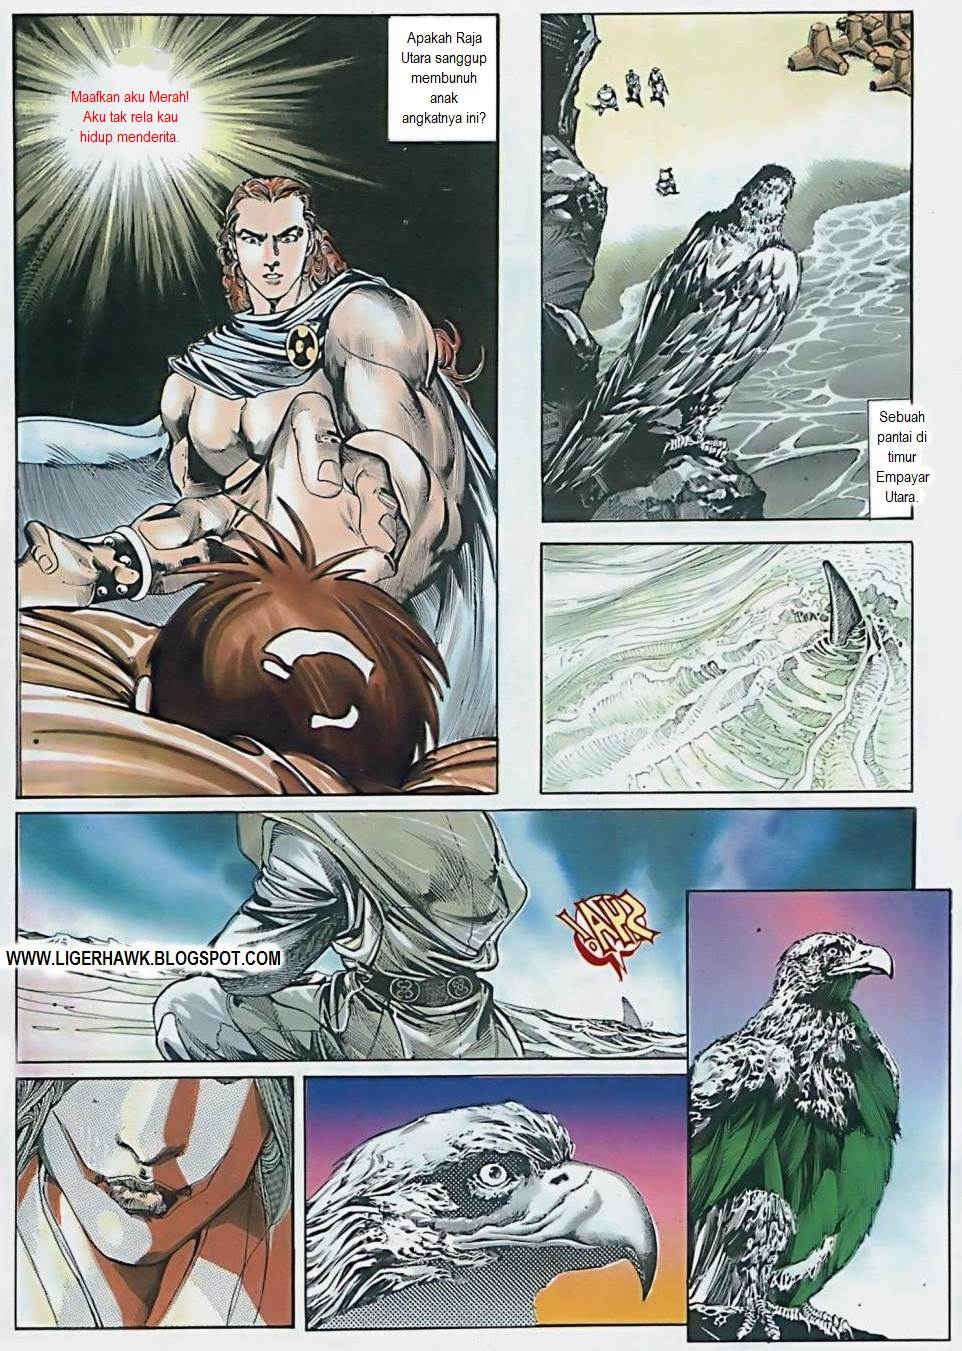 Maafkan aku Merah!
Aku tak rela kau
hidup menderita.
Apakah Raja
Utara sanggup
membunuh
anak
angkatnya ini?
Sebuah
pantai di
timur
Empayar
Utara.
WWW.LIGERHAWK.BLOGSPOT.COM